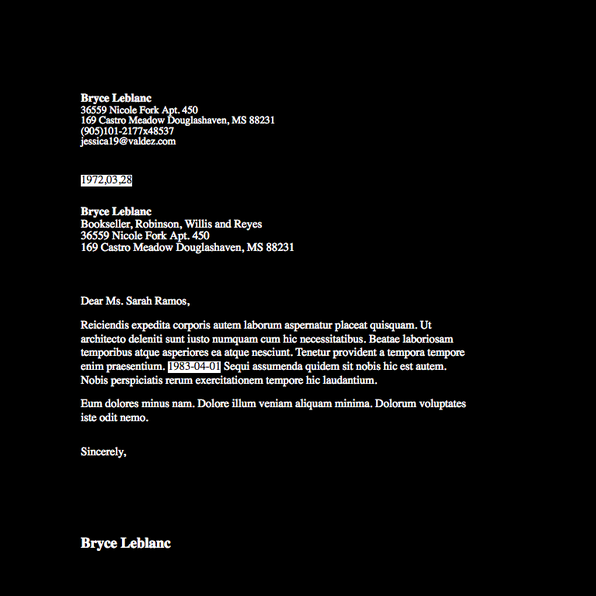 Bryce Leblanc
36559 Nicole Fork Apt. 450
169 Castro Meadow Douglashaven, MS 88231
(905)101-2177x48537
jessica19@valdez.com
1972,03,28
Bryce Leblanc
Bookseller, Robinson, Willis and Reyes
36559 Nicole Fork Apt. 450
169 Castro Meadow Douglashaven, MS 88231
Dear Ms. Sarah Ramos,
Reiciendis expedita corporis autem laborum aspernatur placeat quisquam. Ut
architecto deleniti sunt iusto numquam cum hic necessitatibus. Beatae laboriosam
temporibus atque asperiores ea atque nesciunt. Tenetur provident a tempora tempore
enim praesentium. 1983-04-01 Sequi assumenda quidem sit nobis hic est autem.
Nobis perspiciatis rerum exercitationem tempore hic laudantium.
Eum dolores minus nam. Dolore illum veniam aliquam minima. Dolorum voluptates
iste odit nemo.
Sincerely,
Bryce Leblanc